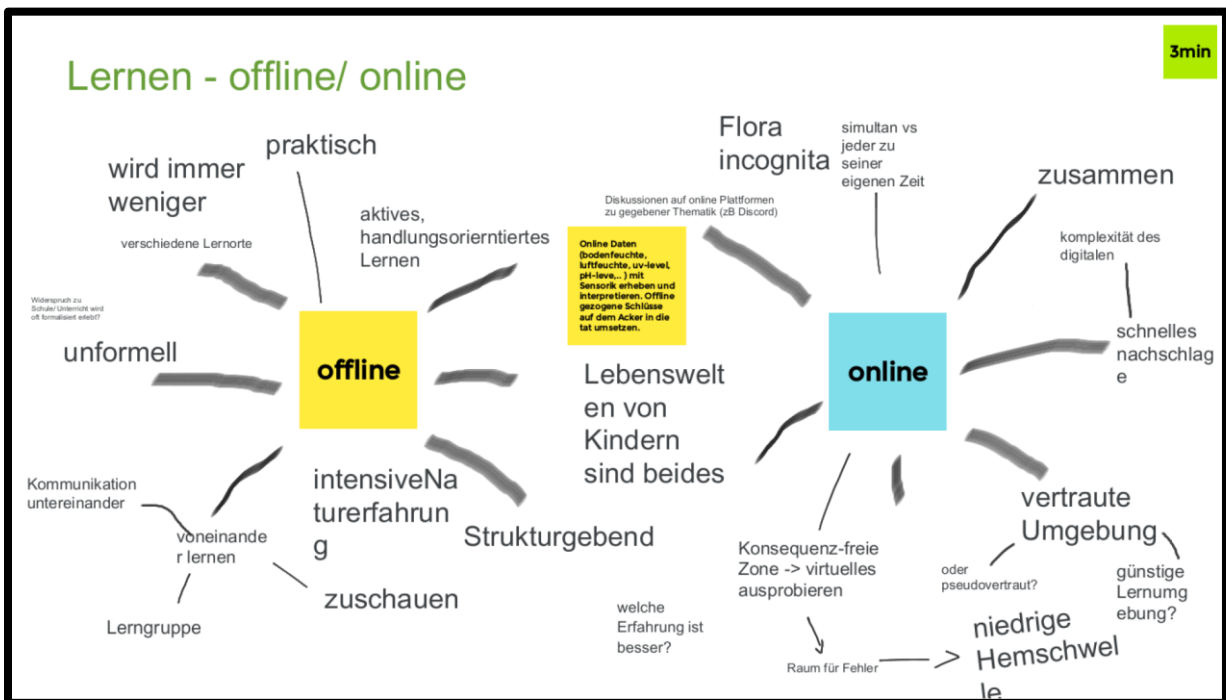 3min
Lernen - offline/ online
praktisch
wird immer
weniger
verschiedene Lernorte
aktives,
handlungsorierntiertes
Lernen
Widerspruch zu
Schule/ Unterricht wird
oft formalisiert erlebt?
unformell
offline
Kommunikation
untereinander
voneinande
r lernen
Lerngruppe
zuschauen
intensiveNa
turerfahrun
g
Strukturgebend
Flora
incognita
simultan vs
jeder zu
seiner
eigenen Zeit
Diskussionen auf online Plattformen
zu gegebener Thematik (zB Discord)
Online Daten
(bodenfeuchte,
luftfeuchte, uv-level,
pH-leve,.. ) mit
Sensorik erheben und
interpretieren. Offline
gezogene Schlüsse
auf dem Acker in die
tat umsetzen.
Lebenswelt
en von
Kindern
sind beides
online
zusammen
komplexität des
digitalen
schnelles
nachschlag
e
vertraute
Umgebung
oder
pseudovertraut?
günstige
Lernumg
ebung?
Konsequenz-freie
Zone -> virtuelles
ausprobieren
welche
Erfahrung ist
besser?
Raum für Fehler
niedrige
Hemschwel
le